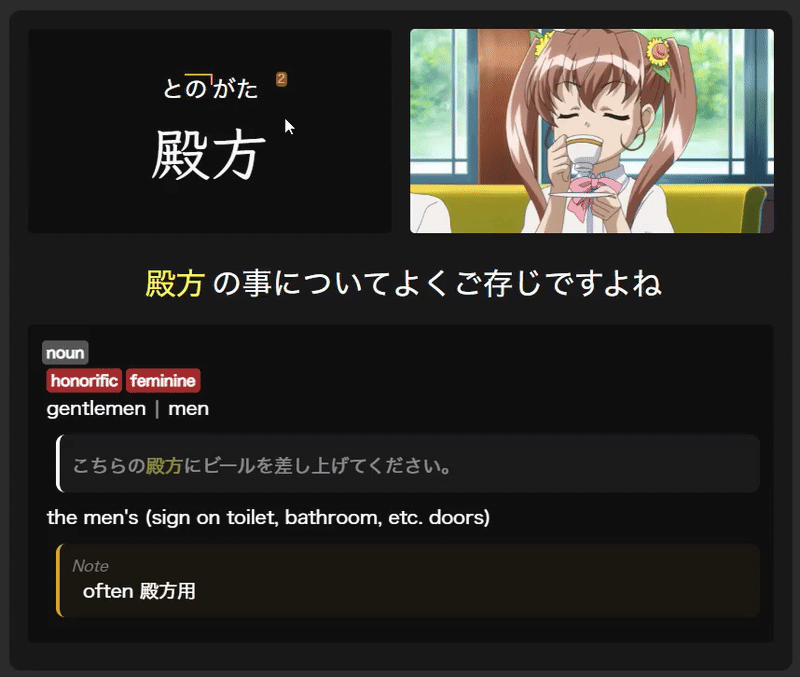 とのがた 2
殿方
殿方 の事についてよくご存じですよね
noun
honorific feminine
gentlemen | men
こちらの殿方にビールを差し上げてください。
the men's (sign on toilet, bathroom, etc. doors)
Note
often 殿方用